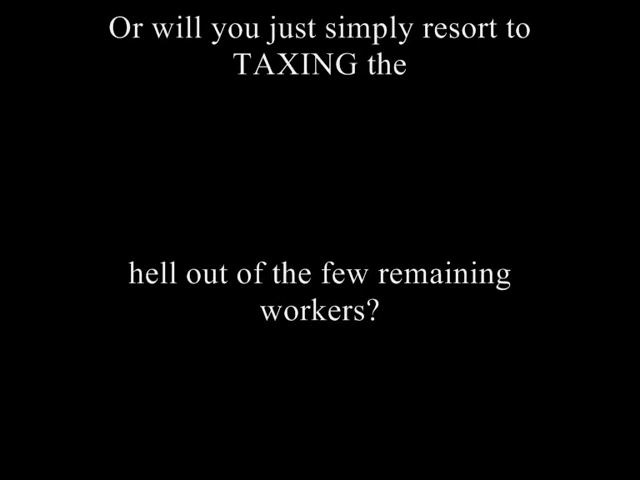 Or will you just simply resort to
TAXING the
hell out of the few remaining
workers?